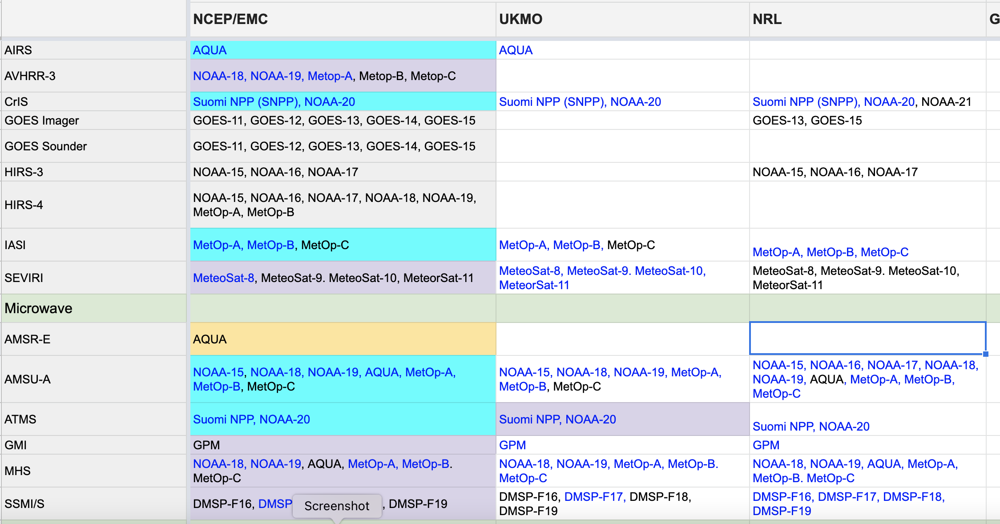 NCEP/EMC UKMO NRL G
AIRS AQUA AQUA
AVHRR-3 NOAA-18, NOAA-19, Metop-A, Metop-B, Metop-C
CrIS Suomi NPP (SNPP), NOAA-20 Suomi NPP (SNPP), NOAA-20 Suomi NPP (SNPP), NOAA-20, NOAA-21
GOES Imager GOES-11, GOES-12, GOES-13, GOES-14, GOES-15 GOES-13, GOES-15
GOES Sounder GOES-11, GOES-12, GOES-13, GOES-14, GOES-15
HIRS-3 NOAA-15, NOAA-16, NOAA-17 NOAA-15, NOAA-16, NOAA-17
HIRS-4 NOAA-15, NOAA-16, NOAA-17, NOAA-18, NOAA-19,
MetOp-A, MetOp-B
IASI MetOp-A, MetOp-B, MetOp-C MetOp-A, MetOp-B, MetOp-C MetOp-A, MetOp-B, MetOp-C
SEVIRI MeteoSat-8, MeteoSat-9. MeteoSat-10, MeteorSat-11
MeteoSat-8, MeteoSat-9. MeteoSat-10,
MeteorSat-11
MeteoSat-8, MeteoSat-9. MeteoSat-10,
MeteorSat-11
Microwave
AMSR-E AQUA
AMSU-A
NOAA-15, NOAA-18, NOAA-19, AQUA, MetOp-A,
MetOp-B, MetOp-C
NOAA-15, NOAA-18, NOAA-19, MetOp-A,
MetOp-B, MetOp-C
NOAA-15, NOAA-16, NOAA-17, NOAA-18,
NOAA-19, AQUA, MetOp-A, MetOp-B,
MetOp-C
ATMS Suomi NPP, NOAA-20 Suomi NPP, NOAA-20 Suomi NPP, NOAA-20
GMI GPM GPM GPM
MHS
NOAA-18, NOAA-19, AQUA, MetOp-A, MetOp-B.
MetOp-C
NOAA-18, NOAA-19, MetOp-A, MetOp-B.
MetOp-C
NOAA-18, NOAA-19, AQUA, MetOp-A,
MetOp-B. MetOp-C
SSMI/S
DMSP-F16, DMSP , DMSP-F19
Screenshot
DMSP-F16, DMSP-F17, DMSP-F18,
DMSP-F19
DMSP-F16, DMSP-F17, DMSP-F18,
DMSP-F19